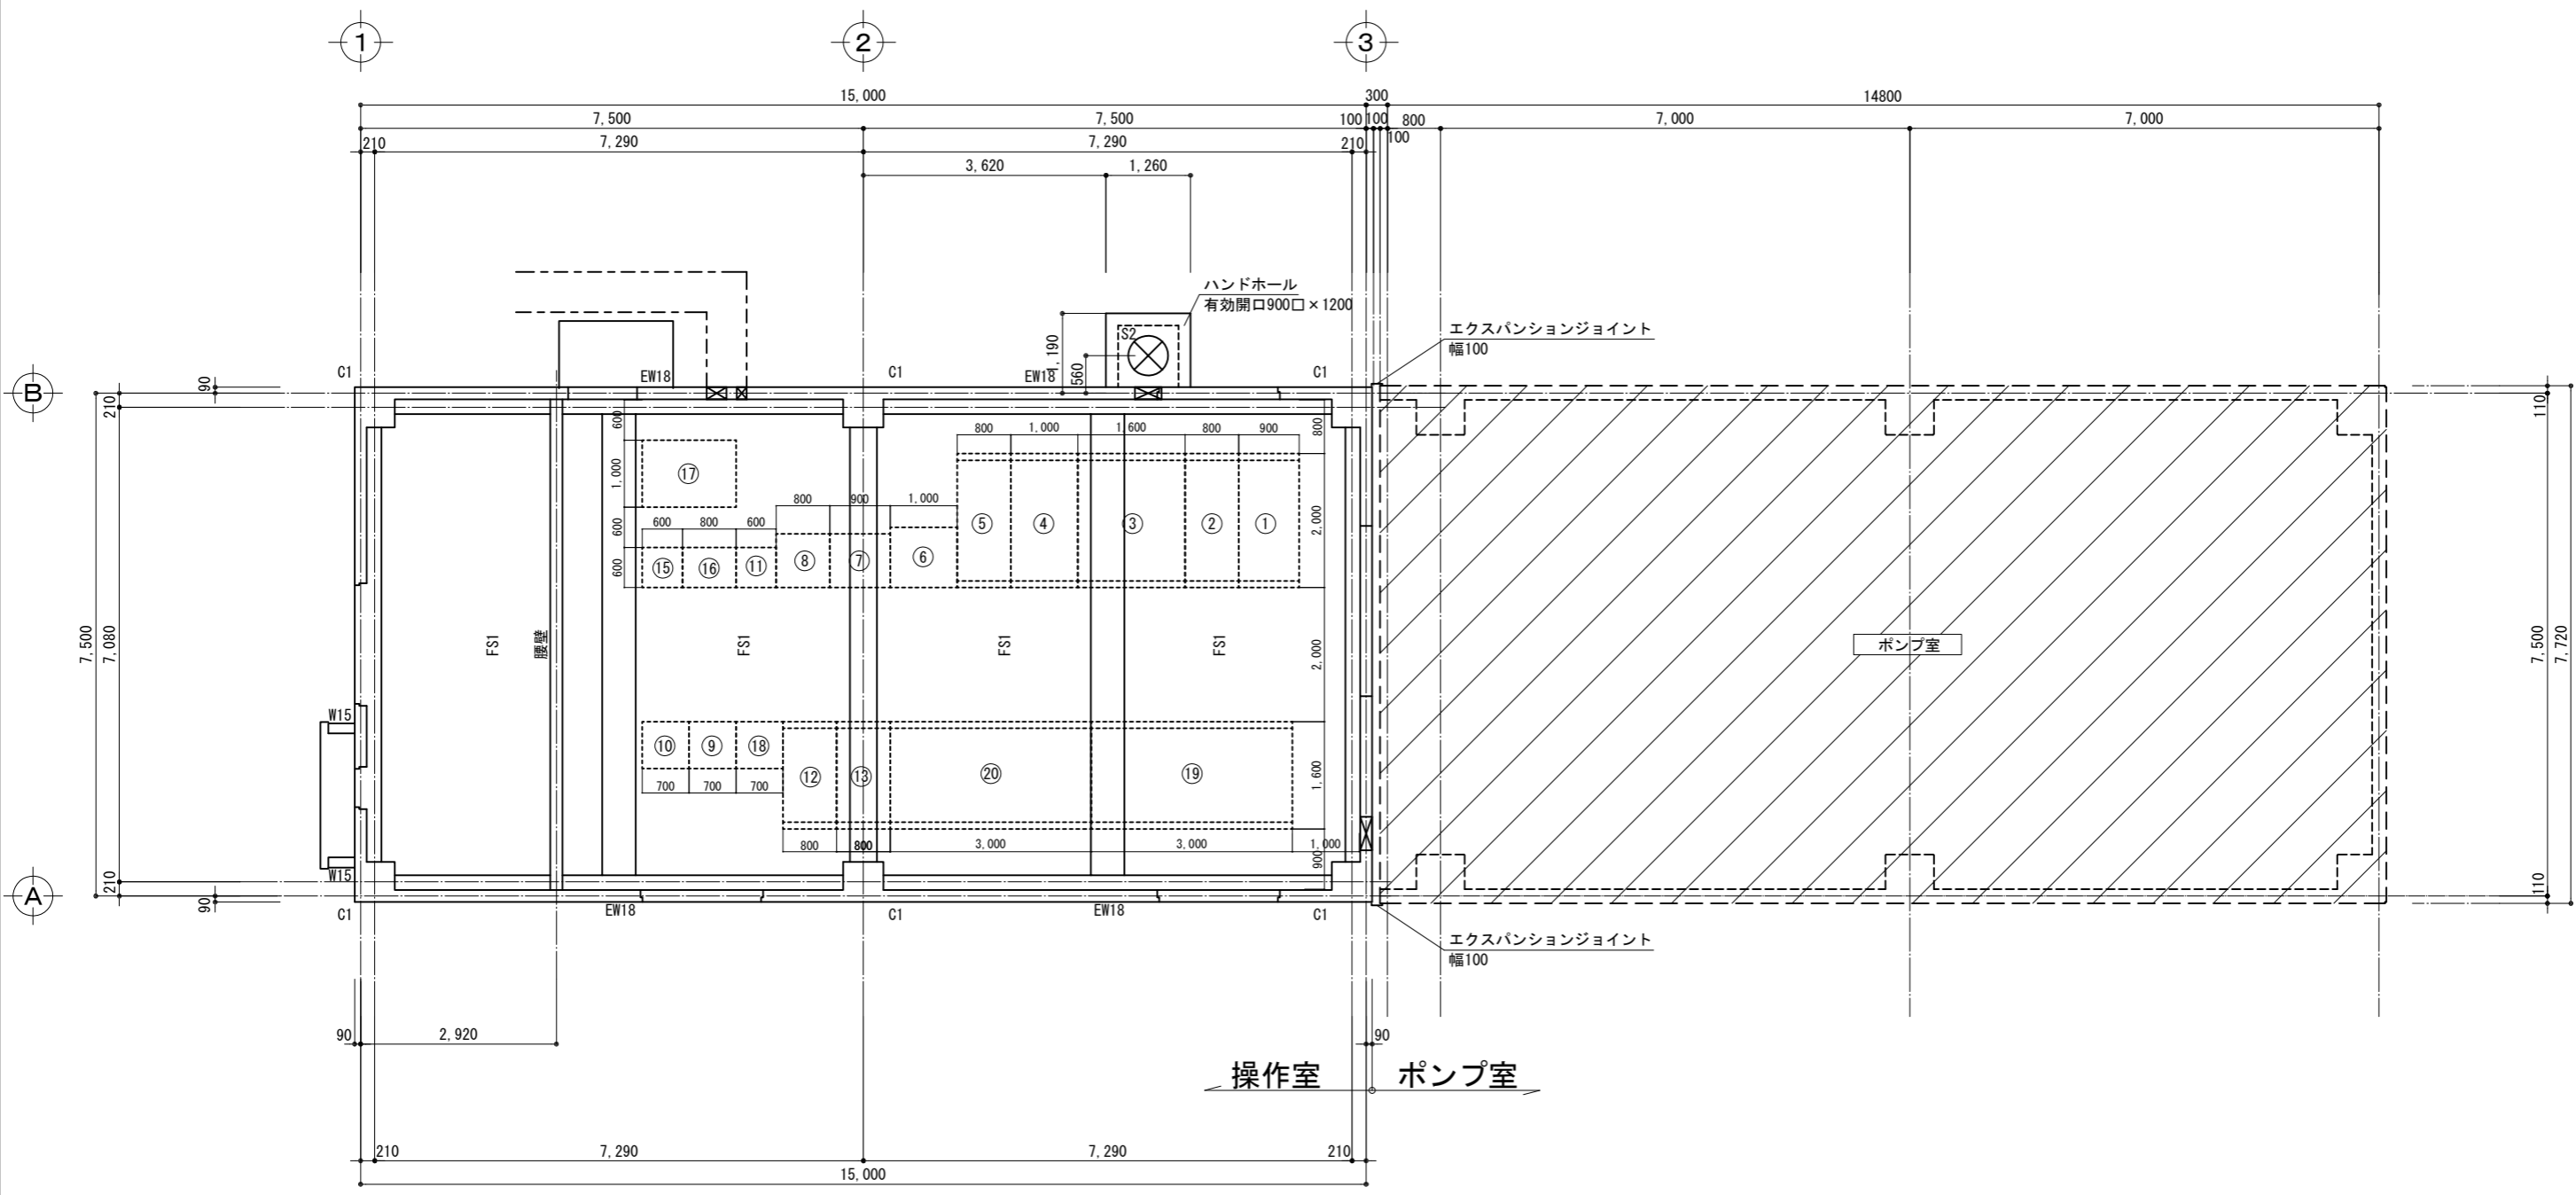 1 2 3
15,000 300 14800
7,500 7,500 100 100 800 7,000 7,000
210 7,290 7,290 210 100
3,620 1,260
ハンドホール
有効開口900□×1200
S2
1,190
560
エクスパンションジョイント
幅100
C1 EW18 C1 EW18 C1
B
90
210
110
600
800 1,000 1,600 800 900
800
⑰
1,000
800 900 1,000
⑤ ④ ③ ② ①
2,000
600
600 800 600
600
⑮ ⑯ ⑪ ⑧ ⑦ ⑥
7,500
7,080
FS1
腰壁
FS1
FS1
FS1
2,000
ポンプ室
7,500
7,720
W15
⑩ ⑨ ⑱ ⑫ ⑬ ⑳ ⑲
1,600
700 700 700
800 800 3,000 3,000 1,000
900
W15
A
210
90
110
C1 EW18 C1 EW18 C1
エクスパンションジョイント
幅100
90 2,920 90
操作室 ポンプ室
210 7,290 7,290 210
15,000